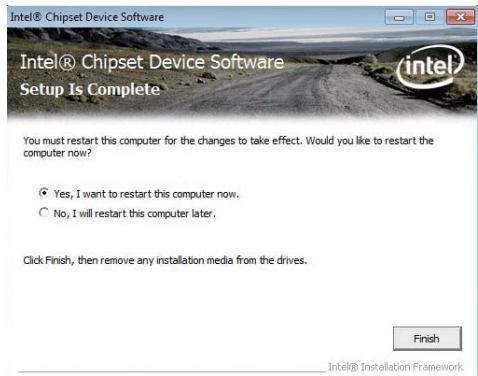 Intel® Chipset Device Software
Intel® Chipset Device Software
intel
Setup Is Complete
You must restart this computer for the changes to take effect. Would you like to restart the
computer now?
Yes, I want to restart this computer now.
No, I will restart this computer later.
Click Finish, then remove any installation media from the drives.
Finish
Intel® Installation Framework